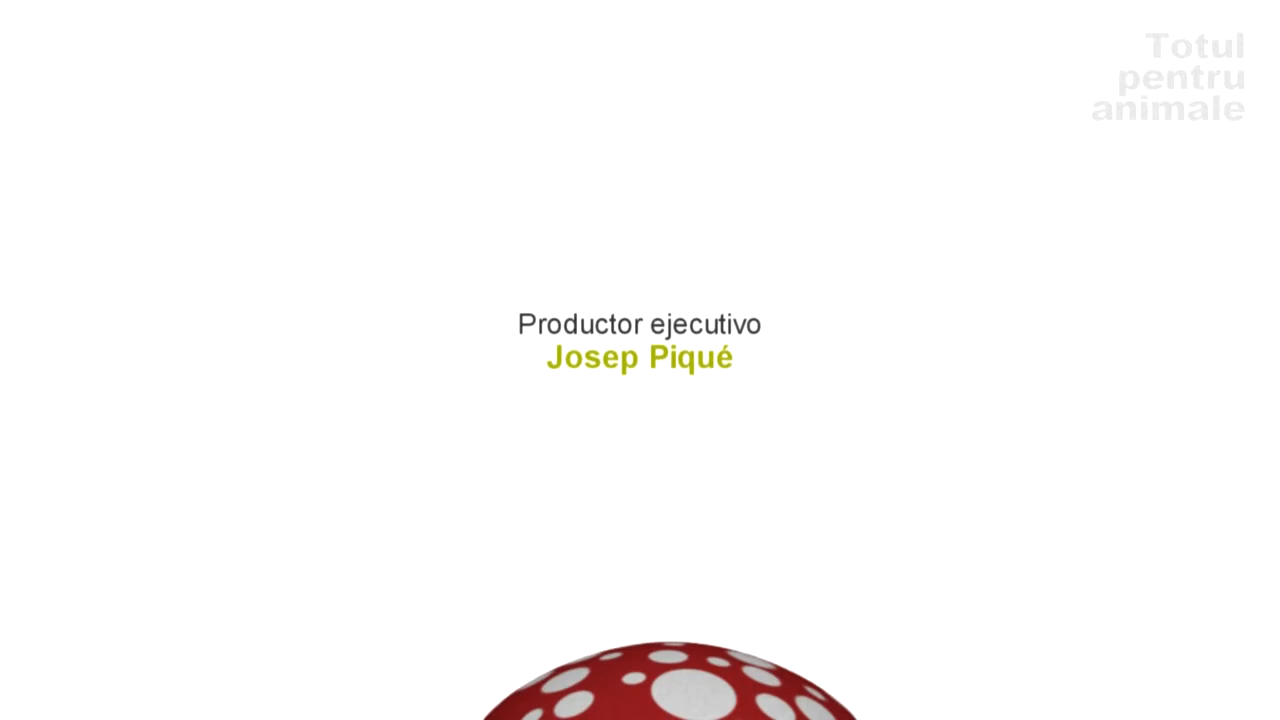 Totul
pentru
animale
Productor ejecutivo
Josep Piqué